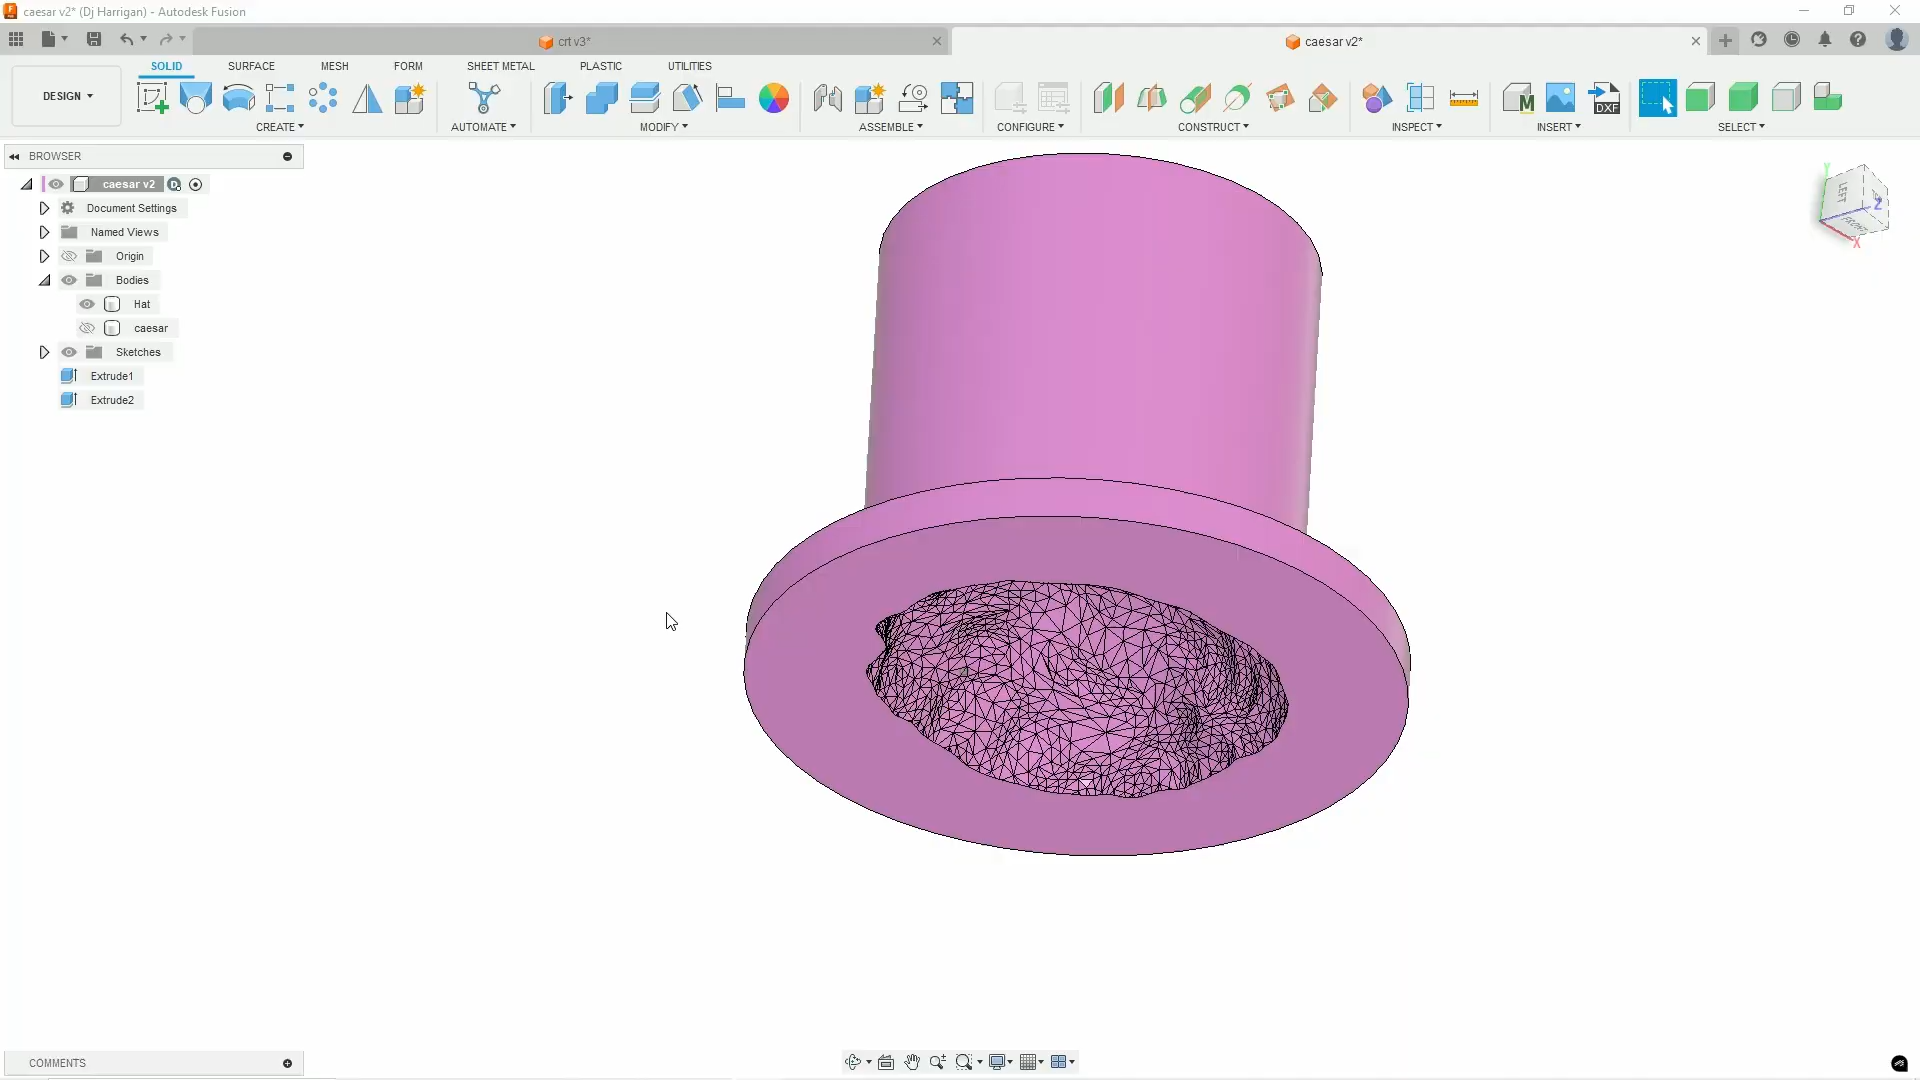 caesar v2* (Dj Harrigan) - Autodesk Fusion
crt v3*
caesar v2*
SOLID SURFACE MESH FORM SHEET METAL PLASTIC UTILITIES
DESIGN
M DXF
CREATE AUTOMATE MODIFY ASSEMBLE CONFIGURE CONSTRUCT INSPECT INSERT SELECT
BROWSER
caesar v2
Document Settings
Named Views
Origin
Bodies
Hat
caesar
Sketches
Extrude1
Extrude2
Y
LEFT
Z
FRONT
X
COMMENTS